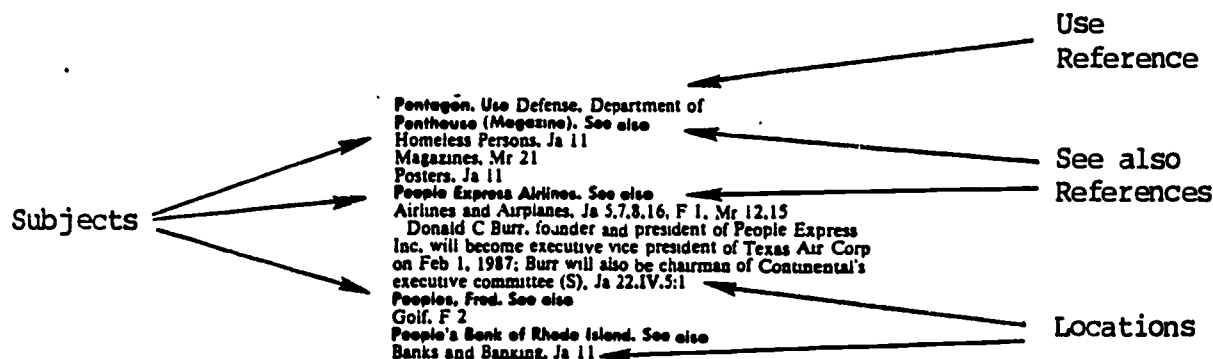 Use
Reference
Pentagon. Use Defense, Department of
Penthouse (Magazine). See also
Homeless Persons, Ja 11
Magazines, Mr 21
Posters, Ja 11
See also
References
People Express Airlines. See also
Airlines and Airplanes, Ja 5,7,8,16, F 1, Mr 12,15
Subjects
Donald C Burr, founder and president of People Express
Inc, will become executive vice president of Texas Air Corp
on Feb 1, 1987; Burr will also be chairman of Continental's
executive committee (S), Ja 22,IV,5:1
Peoples, Fred. See also
Golf, F 2
People's Bank of Rhode Island. See also
Banks and Banking, Ja 11
Locations